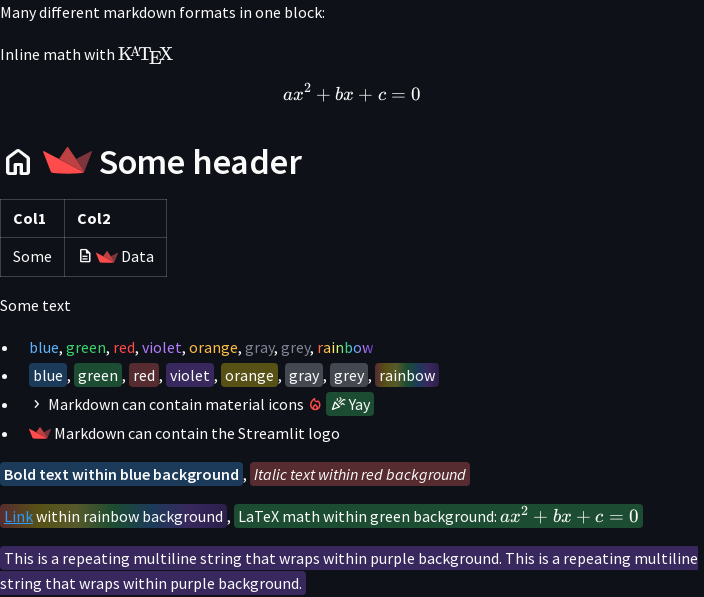 Many different markdown formats in one block:
Inline math with KATEX
ax² + bx + c = 0
Some header
Col1 Col2
Some Data
Some text
blue, green, red, violet, orange, gray, grey, rainbow
blue, green, red, violet, orange, gray, grey, rainbow
Markdown can contain material icons Yay
Markdown can contain the Streamlit logo
Bold text within blue background, Italic text within red background
Link within rainbow background, LaTeX math within green background: ax² + bx + c = 0
This is a repeating multiline string that wraps within purple background. This is a repeating multiline
string that wraps within purple background.